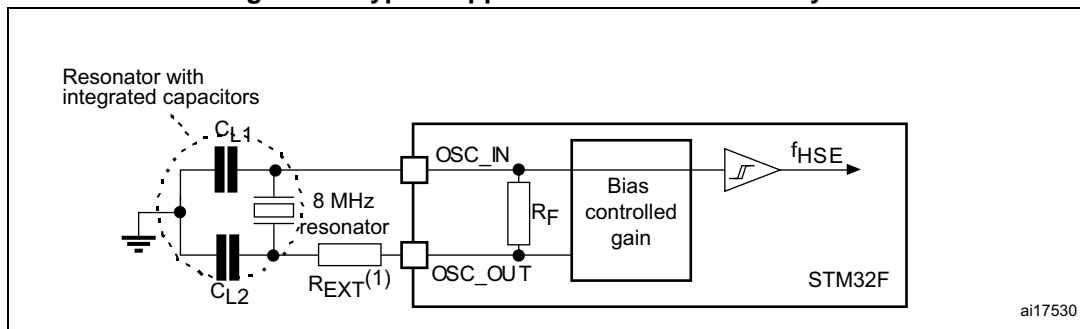 Resonator with
integrated capacitors
CL1
OSC_IN
fHSE
8 MHz
resonator
RF
Bias
controlled
gain
REXT(1)
OSC_OUT
STM32F
CL2
ai17530